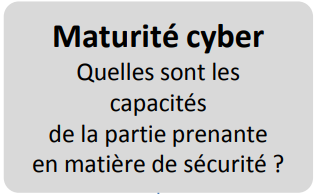 Maturité cyber
Quelles sont les
capacités
de la partie prenante
en matière de sécurité ?